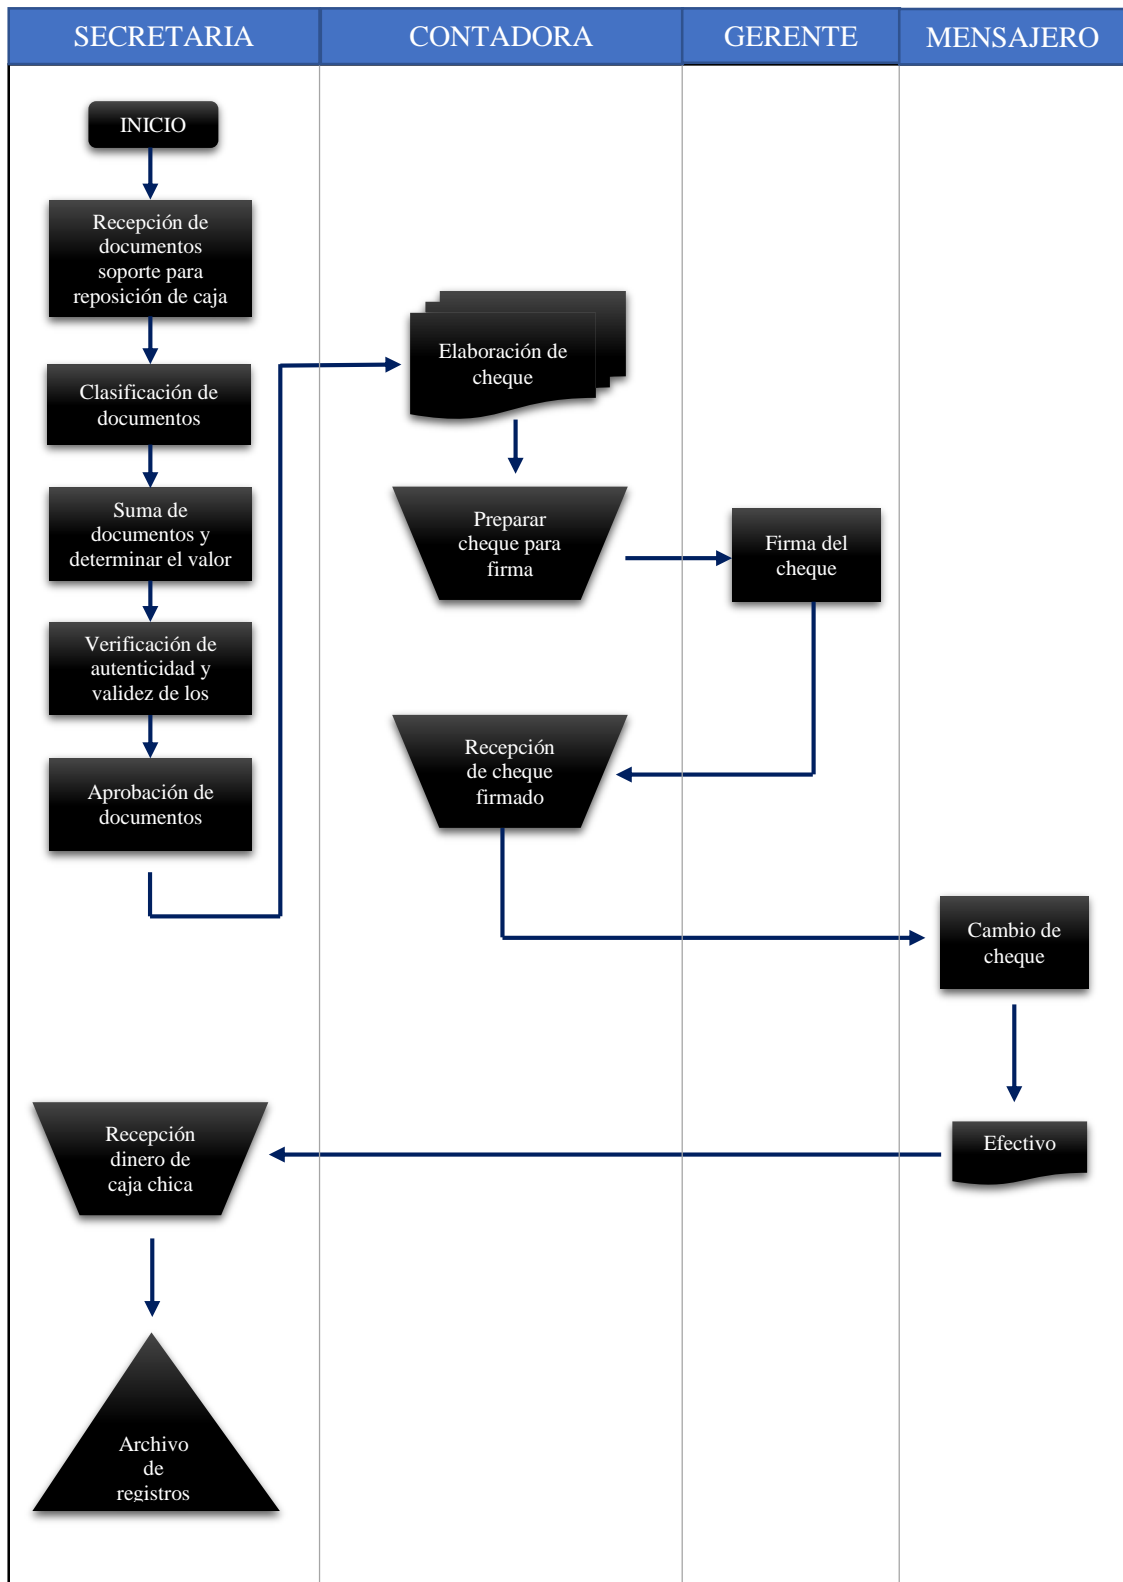 SECRETARIA
CONTADORA
GERENTE
MENSAJERO
INICIO
Recepción de
documentos
soporte para
reposición de caja
Clasificación de
documentos
Suma de
documentos y
determinar el valor
Verificación de
autenticidad y
validez de los
Aprobación de
documentos
Elaboración de
cheque
Preparar
cheque para
firma
Firma del
cheque
Recepción
de cheque
firmado
Cambio de
cheque
Efectivo
Recepción
dinero de
caja chica
Archivo
de
registros